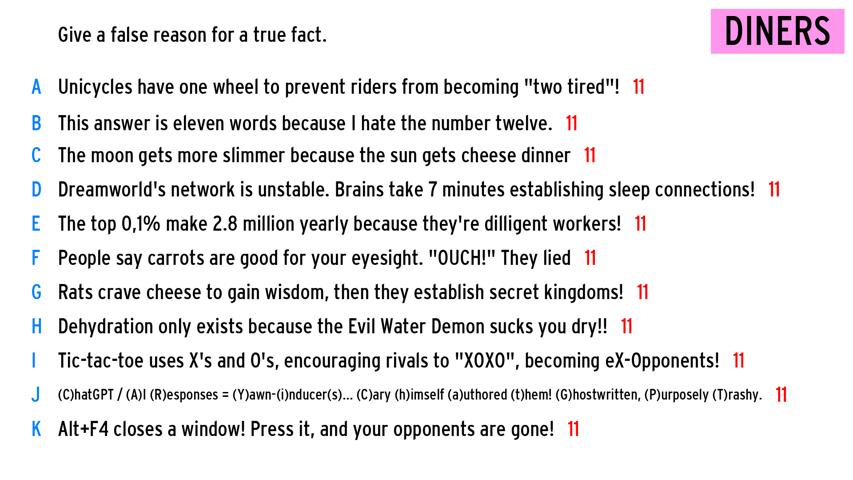 DINERS
Give a false reason for a true fact.
A Unicycles have one wheel to prevent riders from becoming "two tired"! 11
B This answer is eleven words because I hate the number twelve. 11
C The moon gets more slimmer because the sun gets cheese dinner 11
D Dreamworld's network is unstable. Brains take 7 minutes establishing sleep connections! 11
E The top 0,1% make 2.8 million yearly because they're dilligent workers! 11
F People say carrots are good for your eyesight. "OUCH!" They lied 11
G Rats crave cheese to gain wisdom, then they establish secret kingdoms! 11
H Dehydration only exists because the Evil Water Demon sucks you dry!! 11
I Tic-tac-toe uses X's and O's, encouraging rivals to "XOXO", becoming eX-Opponents! 11
J (C)hatGPT / (A)I (R)esponses = (Y)awn-(i)nducer(s)... (C)ary (h)imself (a)uthored (t)hem! (G)hostwritten, (P)urposely (T)rashy. 11
K Alt+F4 closes a window! Press it, and your opponents are gone! 11